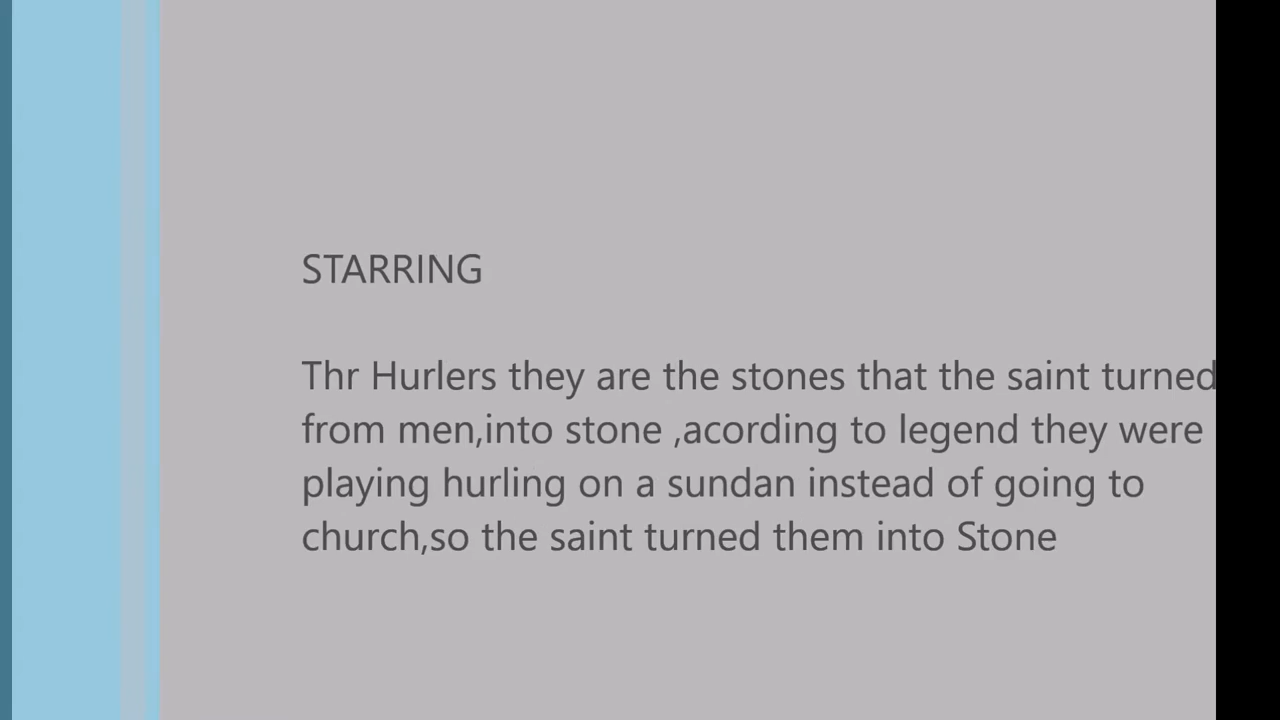 STARRING
Thr Hurlers they are the stones that the saint turned
from men,into stone ,acording to legend they were
playing hurling on a sundan instead of going to
church,so the saint turned them into Stone